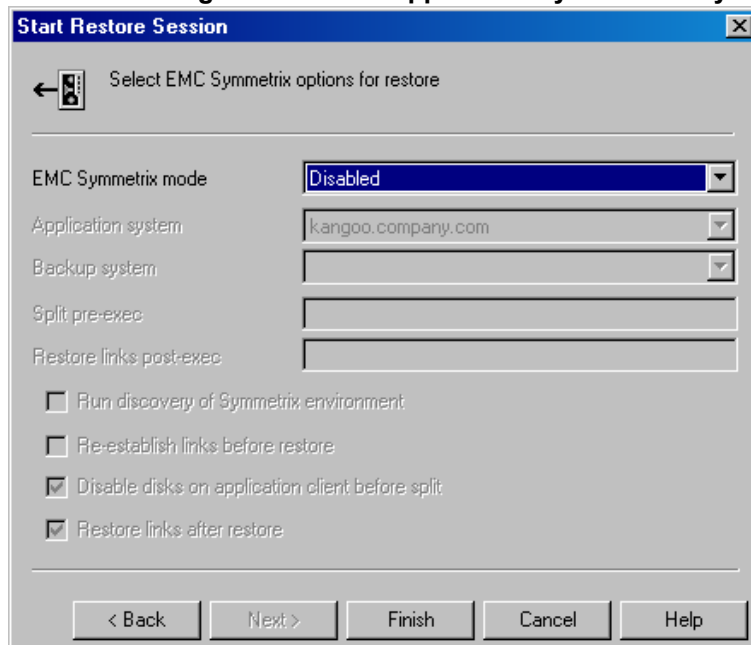 Start Restore Session
Select EMC Symmetrix options for restore
EMC Symmetrix mode Disabled
Application system kangoo.company.com
Backup system
Split pre-exec
Restore links post-exec
Run discovery of Symmetrix environment
Re-establish links before restore
Disable disks on application client before split
Restore links after restore
< Back Next > Finish Cancel Help